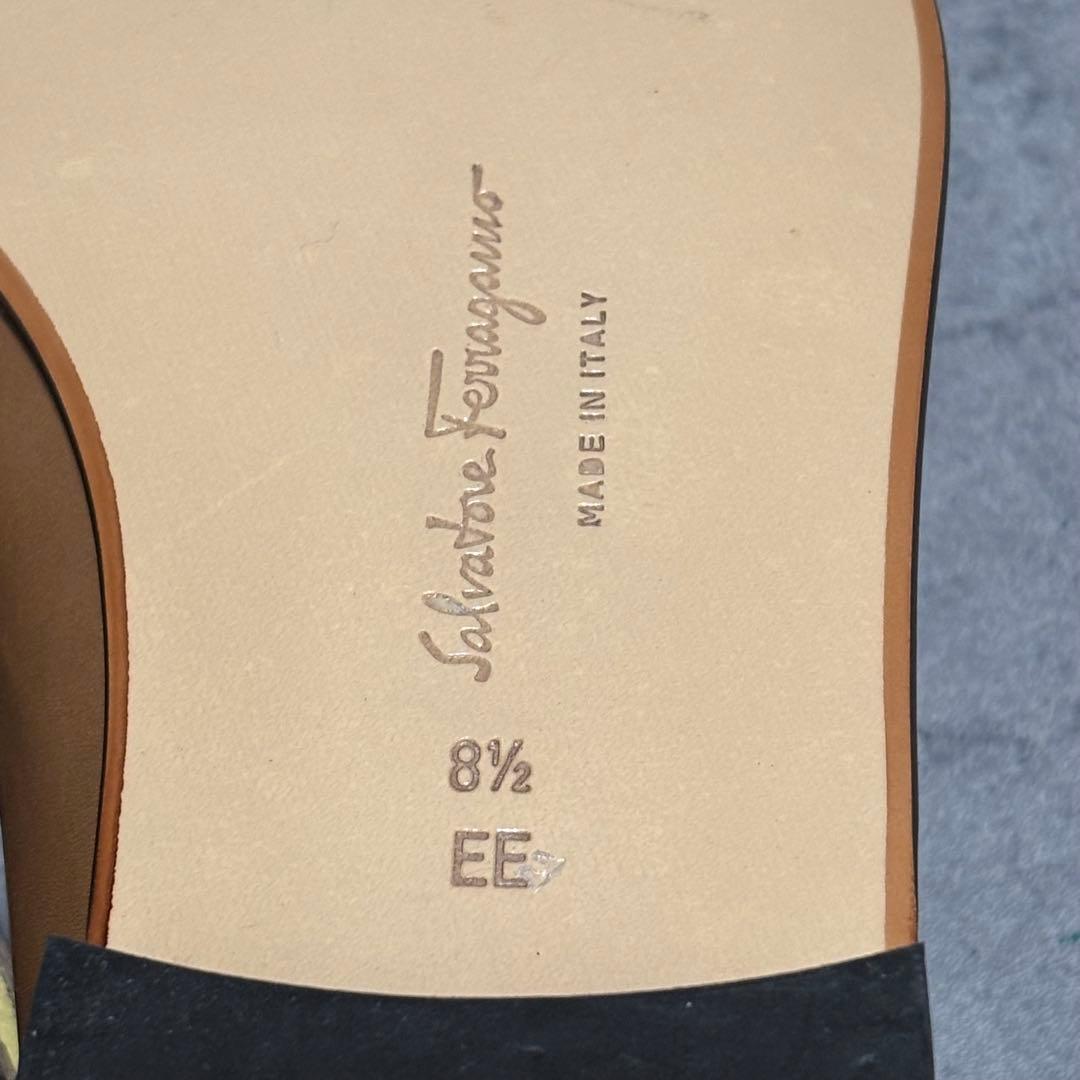 Salvatore Ferragamo
MADE IN ITALY
8½
EE